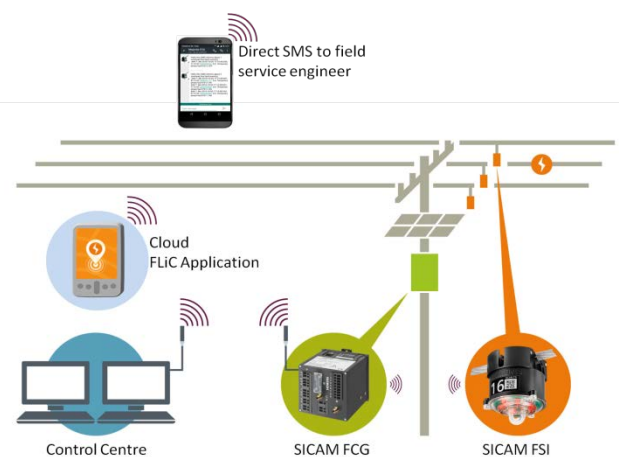 Direct SMS to field
service engineer
Cloud
FLiC Application
16
Control Centre
SICAM FCG
SICAM FSI